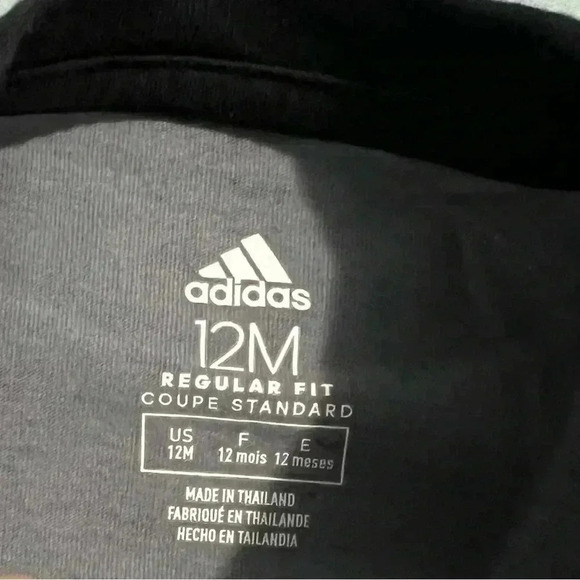 adidas
12M
REGULAR FIT
COUPE STANDARD
US F E
12M 12 mois 12 meses
MADE IN THAILAND
FABRIQUÉ EN THAILANDE
HECHO EN TAILANDIA